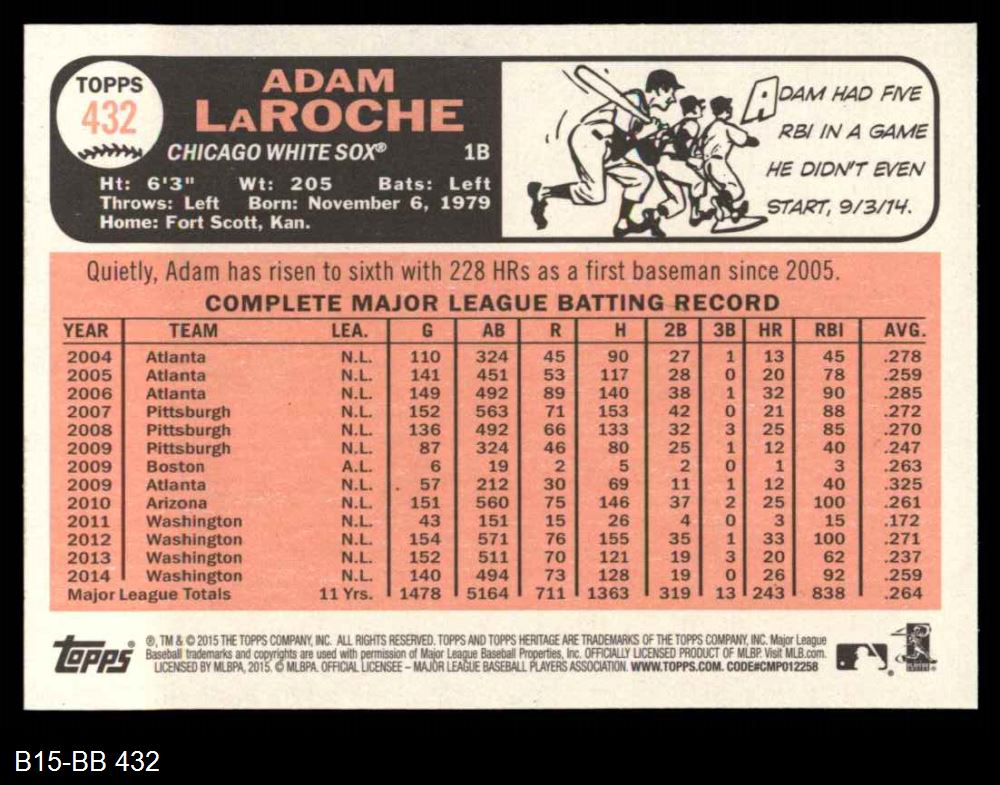 TOPPS
432
ADAM
LaROCHE
CHICAGO WHITE SOX® 1B
Ht: 6'3" Wt: 205 Bats: Left
Throws: Left Born: November 6, 1979
Home: Fort Scott, Kan.
ADAM HAD FIVE
RBI IN A GAME
HE DIDN'T EVEN
START, 9/3/14.
Quietly, Adam has risen to sixth with 228 HRs as a first baseman since 2005.
COMPLETE MAJOR LEAGUE BATTING RECORD
YEAR TEAM LEA. G AB R H 2B 3B HR RBI AVG.
2004 Atlanta N.L. 110 324 45 90 27 1 13 45 .278
2005 Atlanta N.L. 141 451 53 117 28 0 20 78 .259
2006 Atlanta N.L. 149 492 89 140 38 1 32 90 .285
2007 Pittsburgh N.L. 152 563 71 153 42 0 21 88 .272
2008 Pittsburgh N.L. 136 492 66 133 32 3 25 85 .270
2009 Pittsburgh N.L. 87 324 46 80 25 1 12 40 .247
2009 Boston A.L. 6 19 2 5 2 0 1 3 .263
2009 Atlanta N.L. 57 212 30 69 11 1 12 40 .325
2010 Arizona N.L. 151 560 75 146 37 2 25 100 .261
2011 Washington N.L. 43 151 15 26 4 0 3 15 .172
2012 Washington N.L. 154 571 76 155 35 1 33 100 .271
2013 Washington N.L. 152 511 70 121 19 3 20 62 .237
2014 Washington N.L. 140 494 73 128 19 0 26 92 .259
Major League Totals 11 Yrs. 1478 5164 711 1363 319 13 243 838 .264
Topps
®, TM & © 2015 THE TOPPS COMPANY, INC. ALL RIGHTS RESERVED. TOPPS AND TOPPS HERITAGE ARE TRADEMARKS OF THE TOPPS COMPANY, INC. Major League
Baseball trademarks and copyrights are used with permission of Major League Baseball Properties, Inc. OFFICIALLY LICENSED PRODUCT OF MLBP. Visit MLB.com.
LICENSED BY MLBPA, 2015. © MLBPA. OFFICIAL LICENSEE – MAJOR LEAGUE BASEBALL PLAYERS ASSOCIATION. WWW.TOPPS.COM. CODE#CMP012258
B15-BB 432